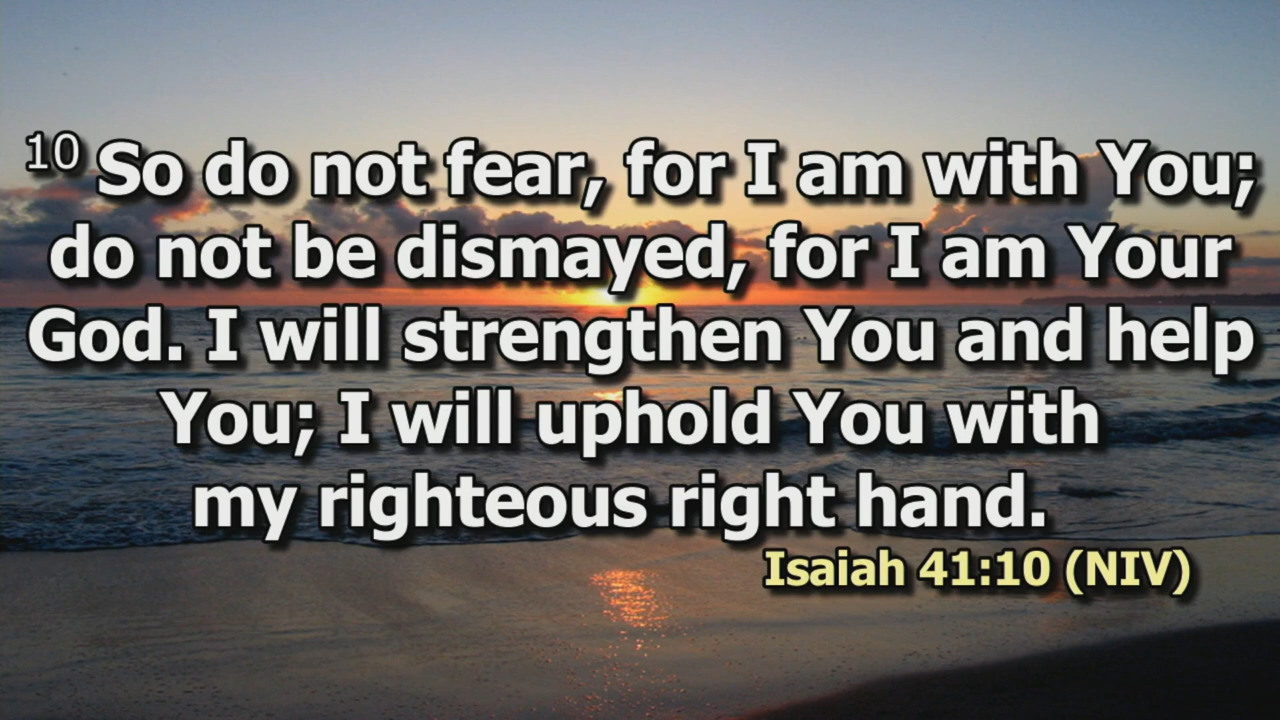 10 So do not fear, for I am with You;
do not be dismayed, for I am Your
God. I will strengthen You and help
You; I will uphold You with
my righteous right hand.
Isaiah 41:10 (NIV)